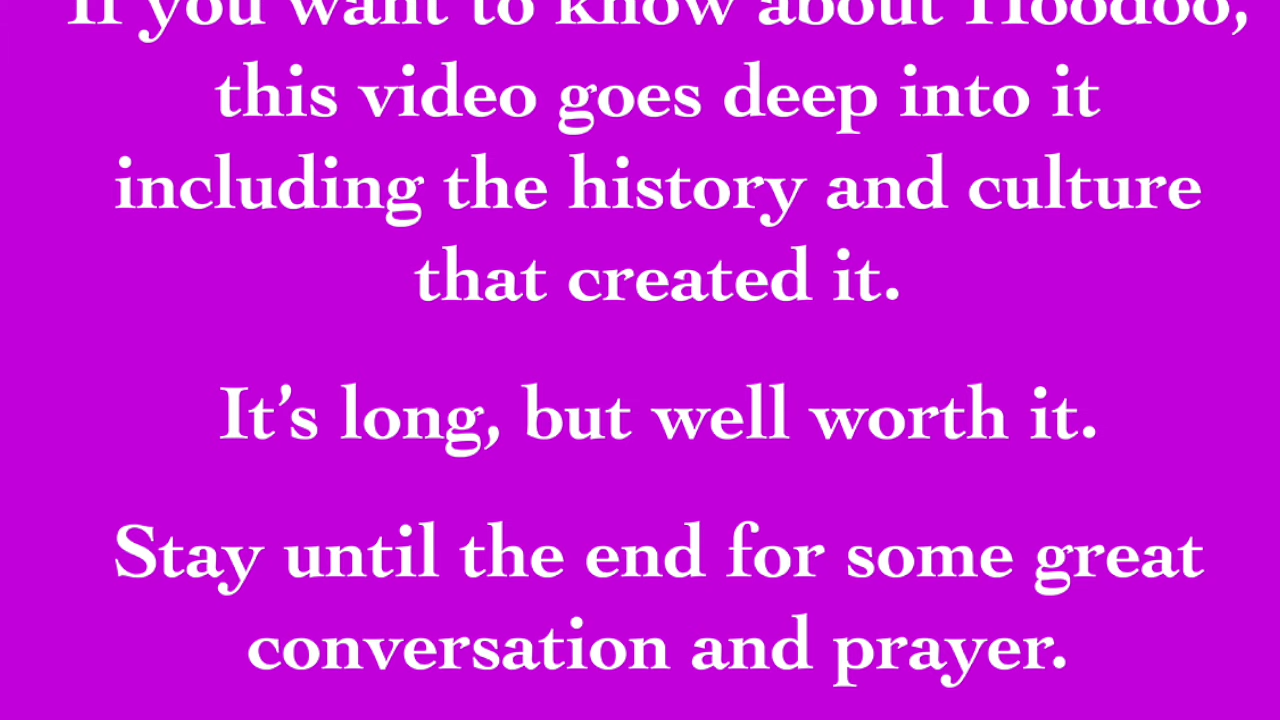 If you want to know about Hoodoo,
this video goes deep into it
including the history and culture
that created it.
It’s long, but well worth it.
Stay until the end for some great
conversation and prayer.